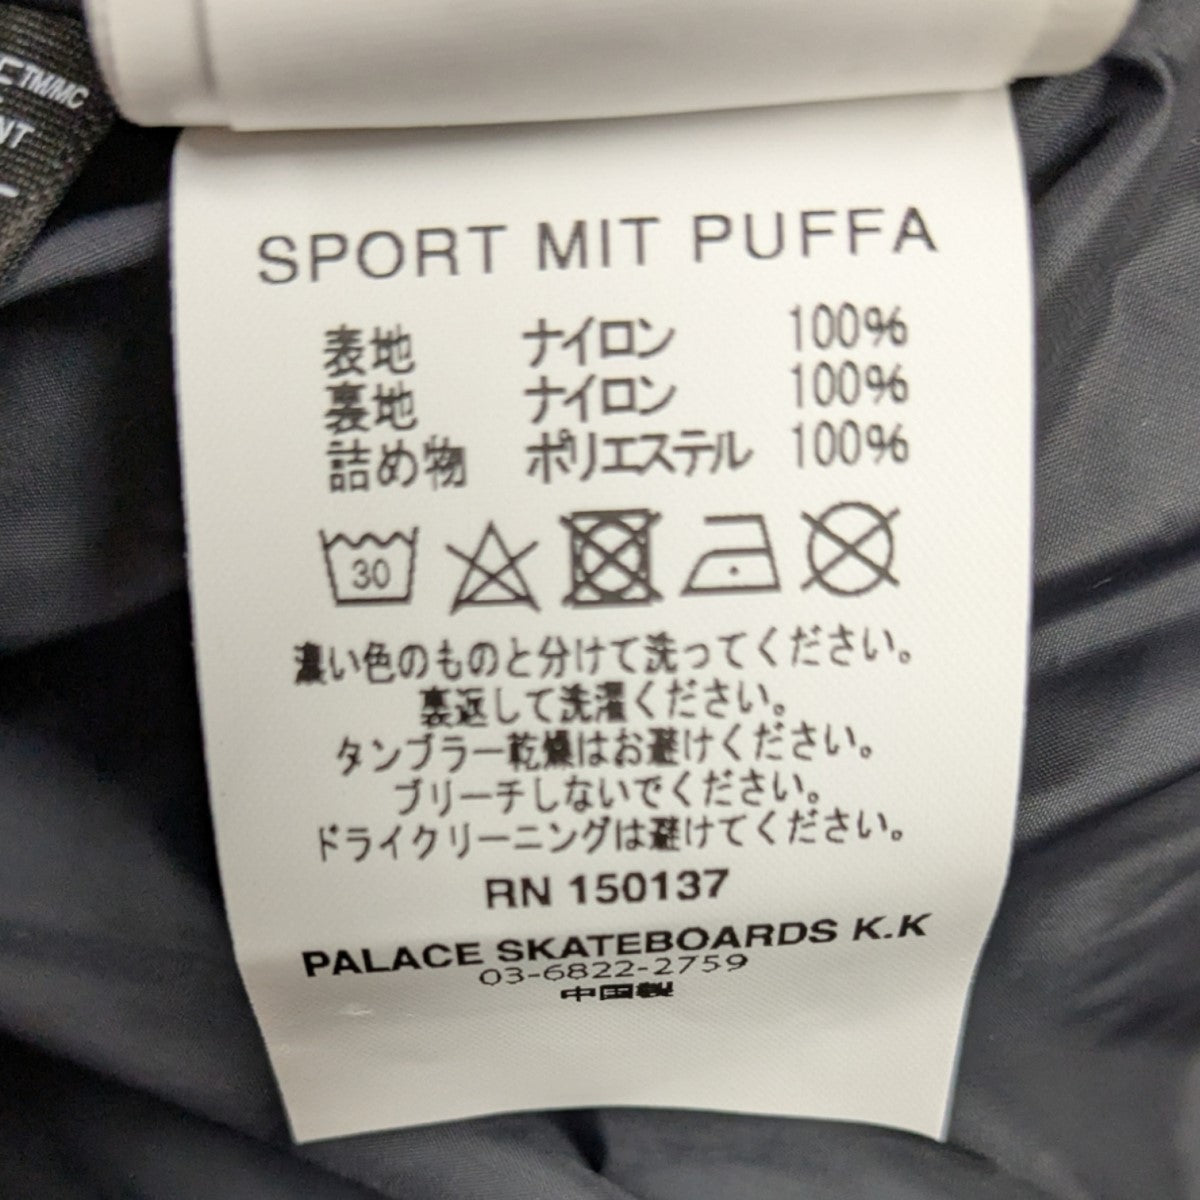 TM/MC
NT
SPORT MIT PUFFA
表地 ナイロン 100%
裏地 ナイロン 100%
詰め物 ポリエステル 100%
30
濃い色のものと分けて洗ってください。
裏返して洗濯ください。
タンブラー乾燥はお避けください。
ブリーチしないでください。
ドライクリーニングは避けてください。
RN 150137
PALACE SKATEBOARDS K.K
03-6822-2759
中国製